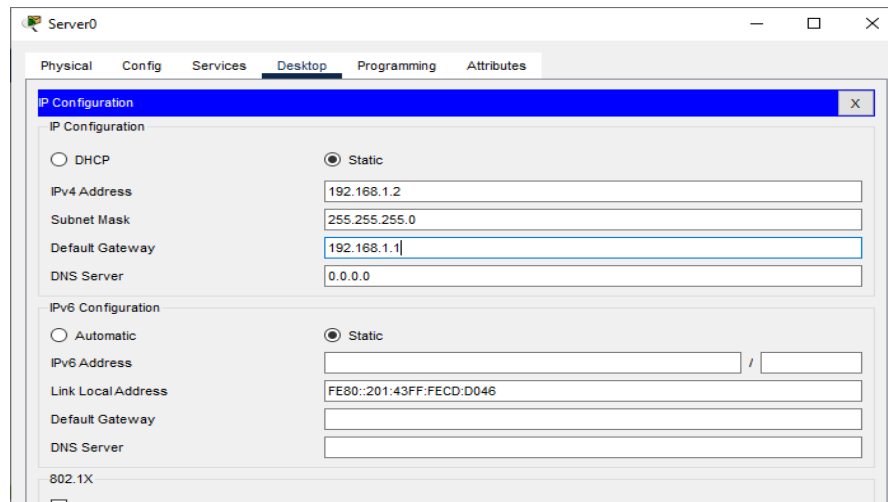 Server0
Physical Config Services Desktop Programming Attributes
IP Configuration X
IP Configuration
DHCP Static
IPv4 Address 192.168.1.2
Subnet Mask 255.255.255.0
Default Gateway 192.168.1.1
DNS Server 0.0.0.0
IPv6 Configuration
Automatic Static
IPv6 Address /
Link Local Address FE80::201:43FF:FECD:D046
Default Gateway
DNS Server
802.1X